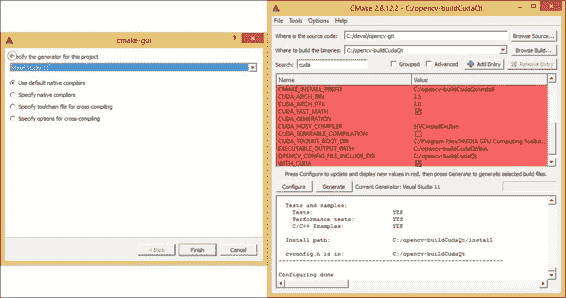 cmake-gui
Specify the generator for this project
Visual Studio 11
Use default native compilers
Specify native compilers
Specify toolchain file for cross-compiling
Specify options for cross-compiling
< Back
Finish
Cancel
CMake 2.8.12.2 - C:/opencv-buildCudaQt
File Tools Options Help
Where is the source code: C:/devel/opencv-git Browse Source...
Where to build the binaries: C:/opencv-buildCudaQt Browse Build...
Search: cuda Grouped Advanced Add Entry Remove Entry
Name Value
CMAKE_INSTALL_PREFIX C:/opencv-buildCudaQt/install
CUDA_ARCH_BIN
CUDA_ARCH_PTX 3.0
CUDA_FAST_MATH
CUDA_GENERATION
CUDA_HOST_COMPILER
CUDA_SEPARABLE_COMPILATION
CUDA_TOOLKIT_ROOT_DIR C:/Program Files/NVIDIA GPU Computing Toolkit...
EXECUTABLE_OUTPUT_PATH C:/opencv-buildCudaQt/bin
OPENCV_CONFIG_FILE_INCLUDE_DIR C:/opencv-buildCudaQt
WITH_CUDA
Press Configure to update and display new values in red, then press Generate to generate selected build files.
Configure Generate Current Generator: Visual Studio 11
Tests and samples:
Tests: YES
Performance tests: YES
C/C++ Examples: YES
Install path: C:/opencv-buildCudaQt/install
cvconfig.h is in: C:/opencv-buildCudaQt
Configuring done